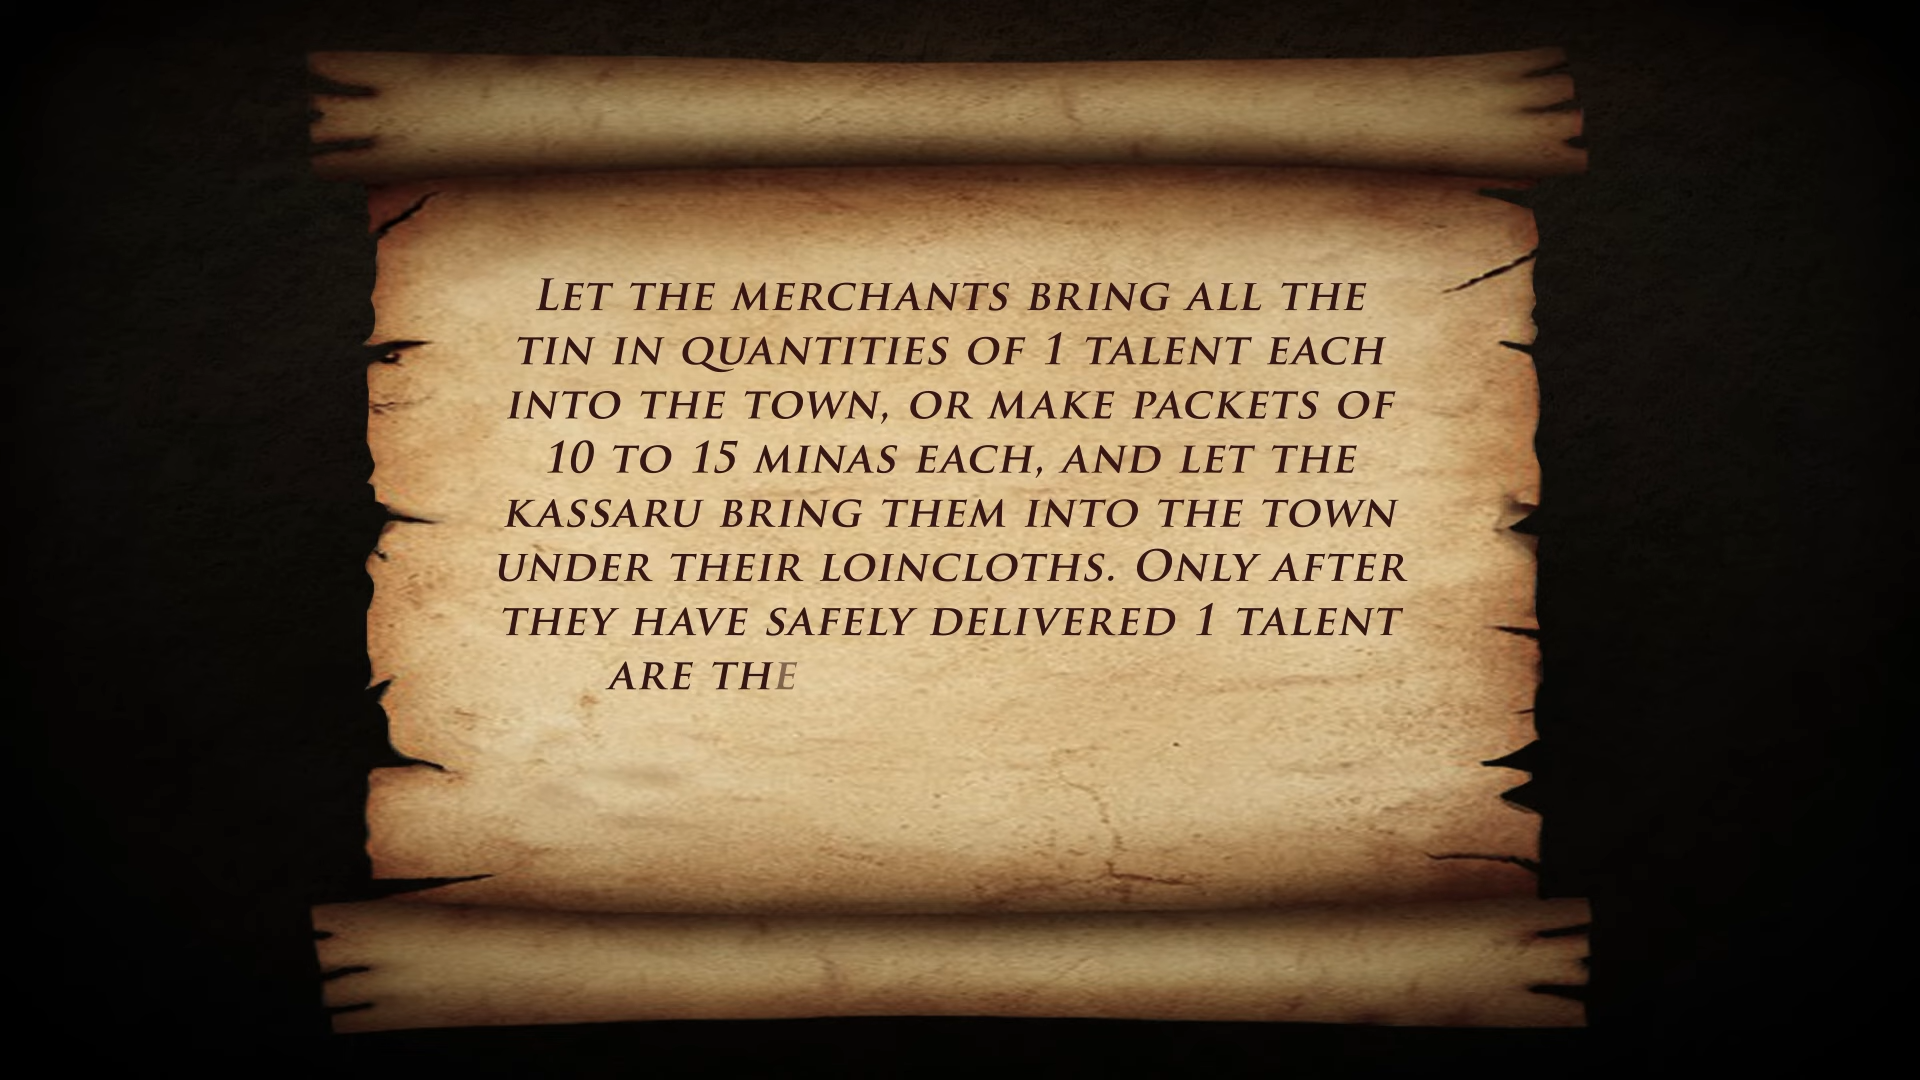 Let the merchants bring all the
tin in quantities of 1 talent each
into the town, or make packets of
10 to 15 minas each, and let the
kassaru bring them into the town
under their loincloths. Only after
they have safely delivered 1 talent
are the